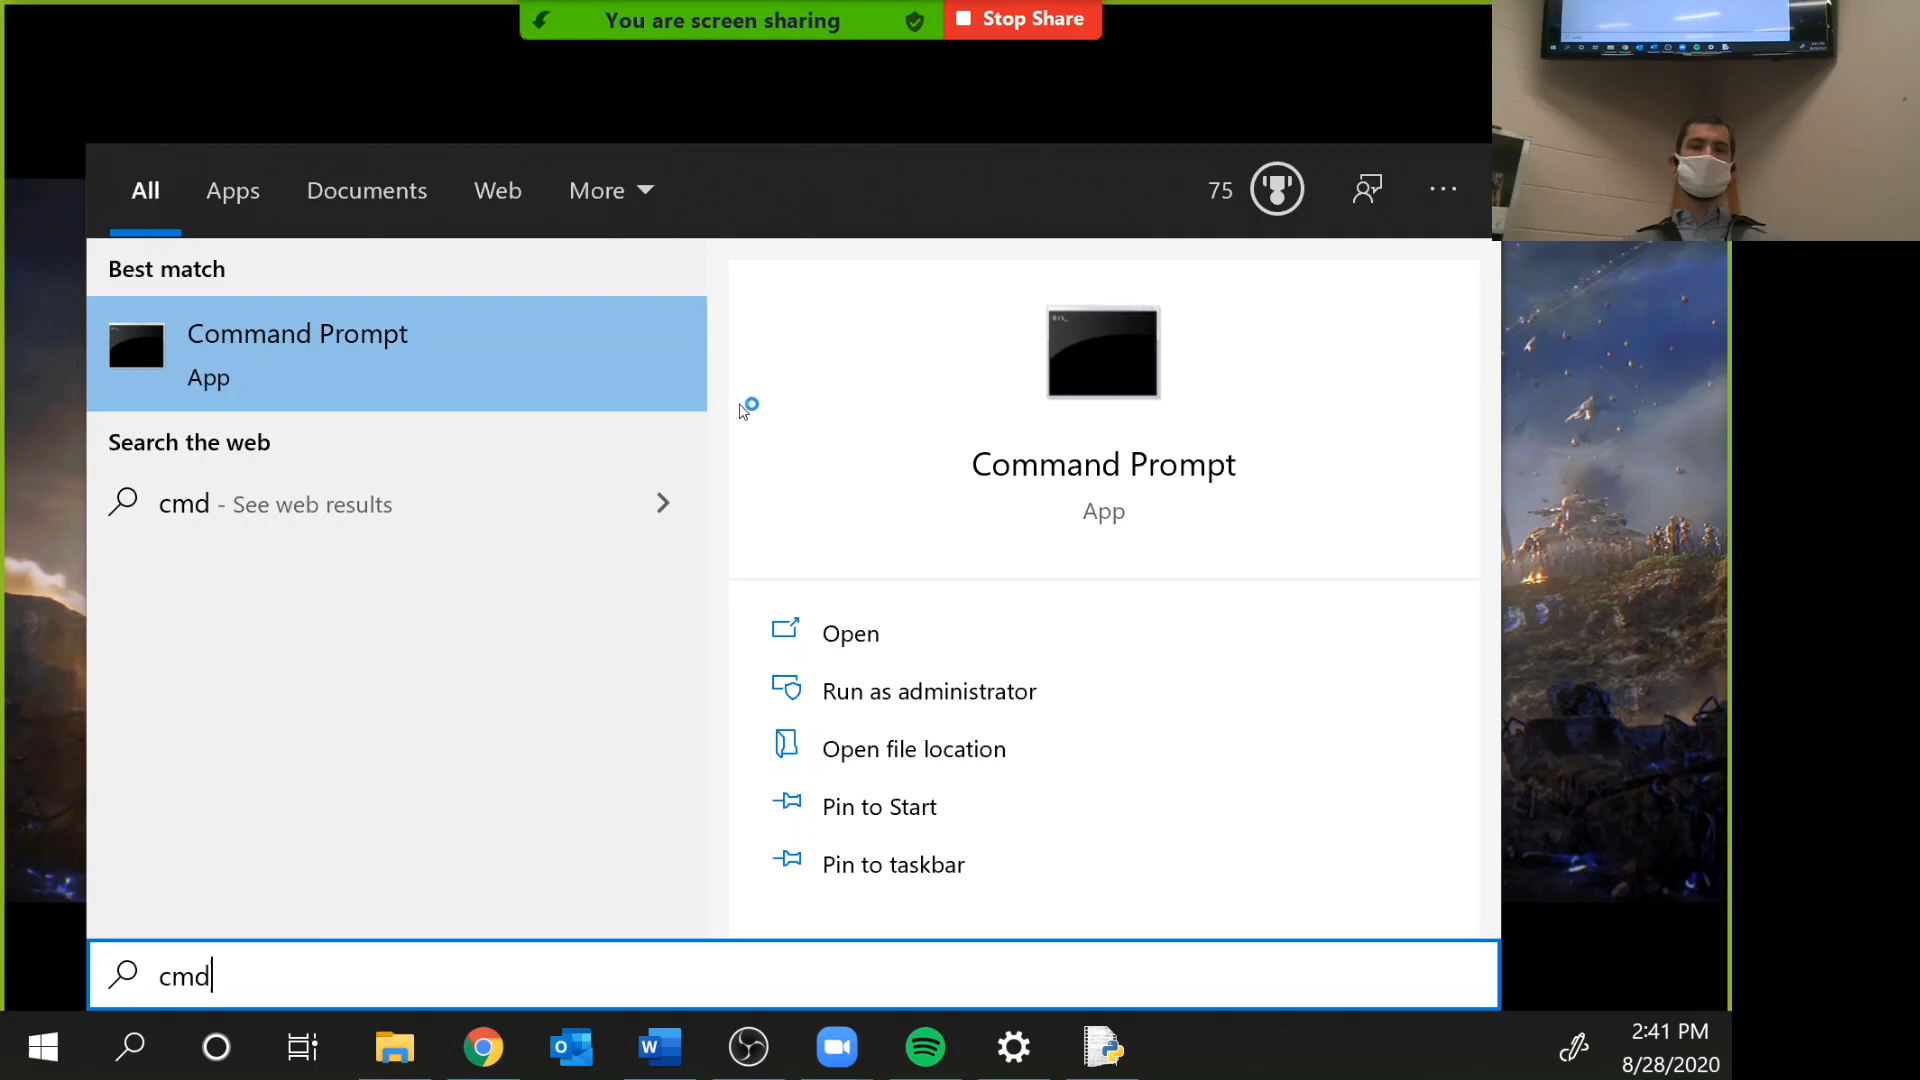 You are screen sharing
Stop Share
All
Apps
Documents
Web
More
75
Best match
Command Prompt
App
Search the web
cmd - See web results
Command Prompt
App
Open
Run as administrator
Open file location
Pin to Start
Pin to taskbar
cmd
2:41 PM
8/28/2020